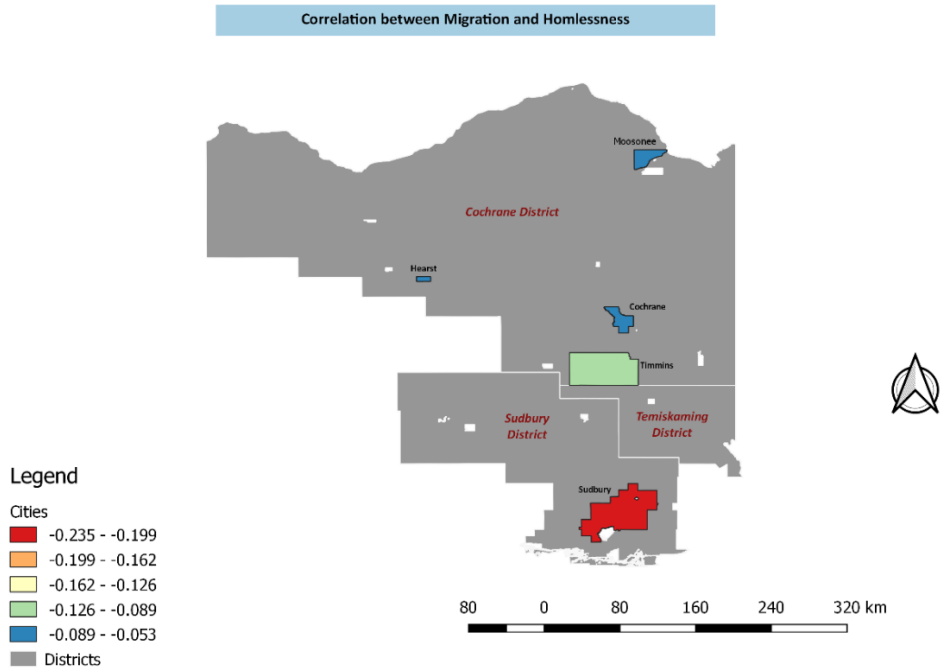 Correlation between Migration and Homlessness
Moosonee
Cochrane District
Hearst
Cochrane
Timmins
Sudbury
District
Temiskaming
District
Sudbury
Legend
Cities
-0.235 - -0.199
-0.199 - -0.162
-0.162 - -0.126
-0.126 - -0.089
-0.089 - -0.053
Districts
80 0 80 160 240 320 km